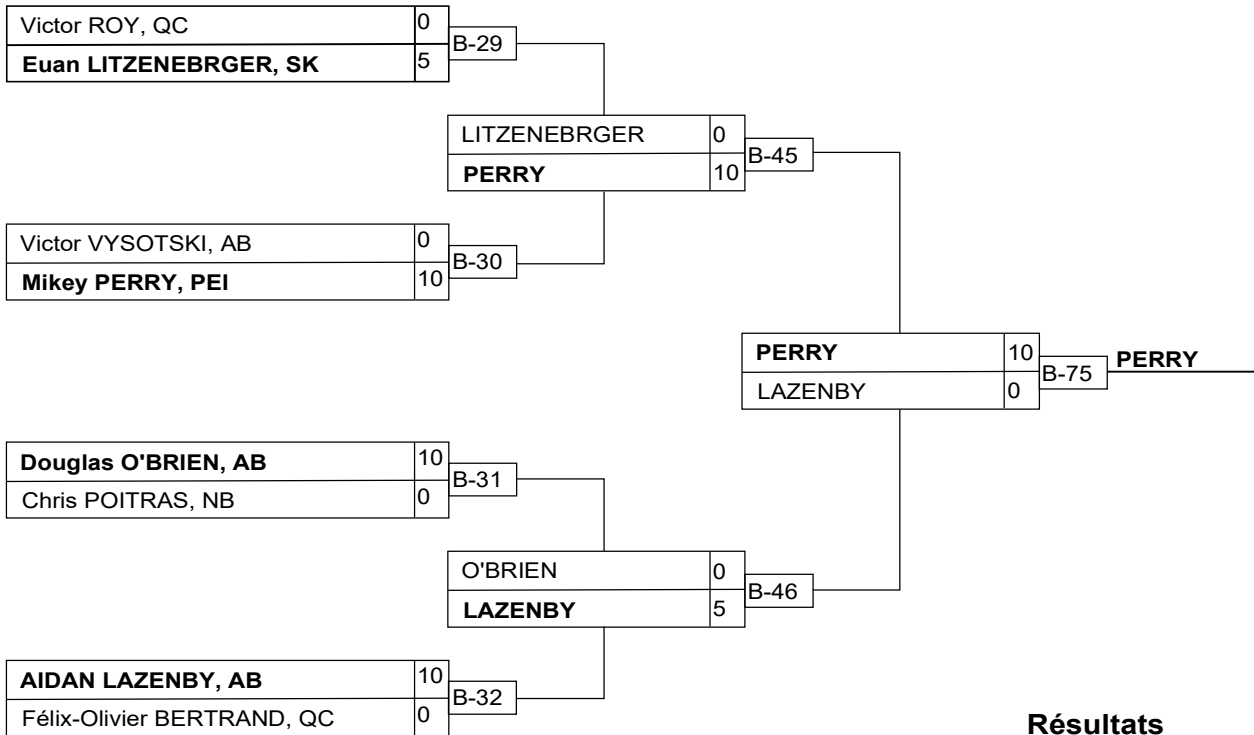 Victor ROY, QC 0
B-29
Euan LITZENEBRGER, SK 5
LITZENEBRGER 0
B-45
PERRY 10
Victor VYSOTSKI, AB 0
B-30
Mikey PERRY, PEI 10
PERRY 10
B-75 PERRY
LAZENBY 0
Douglas O'BRIEN, AB 10
B-31
Chris POITRAS, NB 0
O'BRIEN 0
B-46
LAZENBY 5
AIDAN LAZENBY, AB 10
B-32
Félix-Olivier BERTRAND, QC 0
Résultats